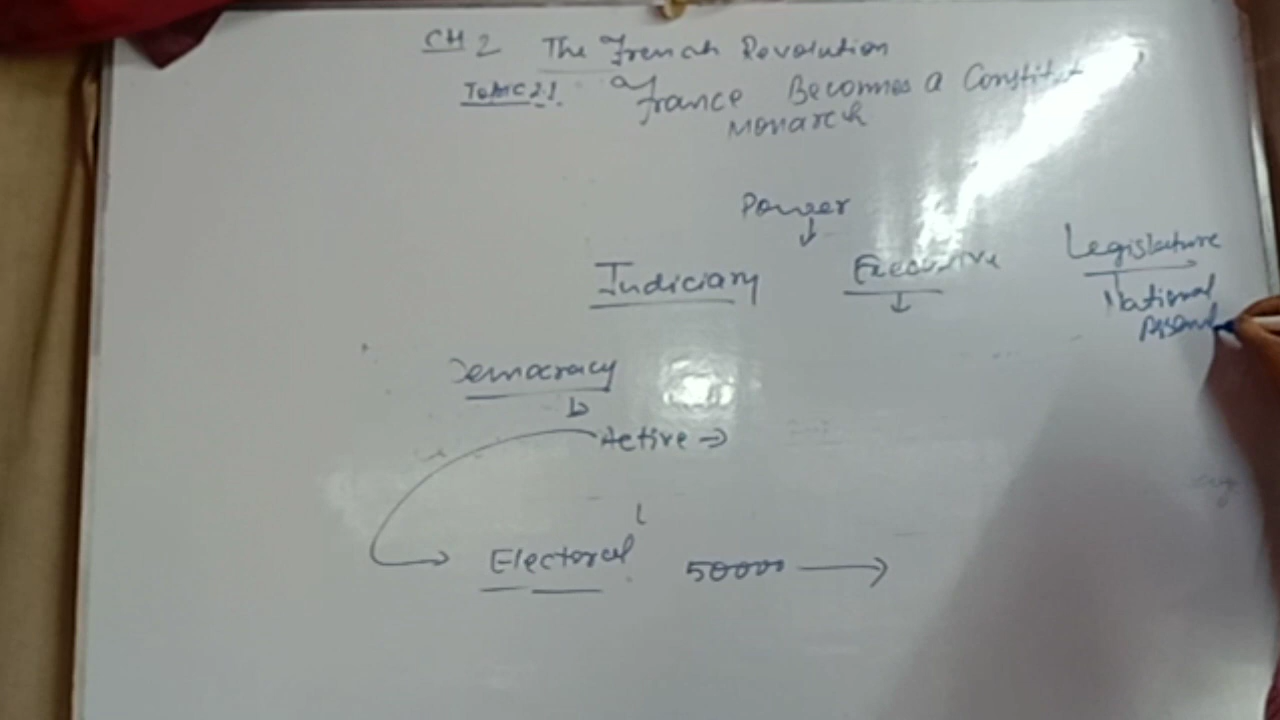 CH 2 The French Revolution
TOPIC 2.1 France Becomes A Constitut
Monarch
Power
Judiciary Executive Legislature
National
Assem
Democracy
Active →
Electoral 50000 →